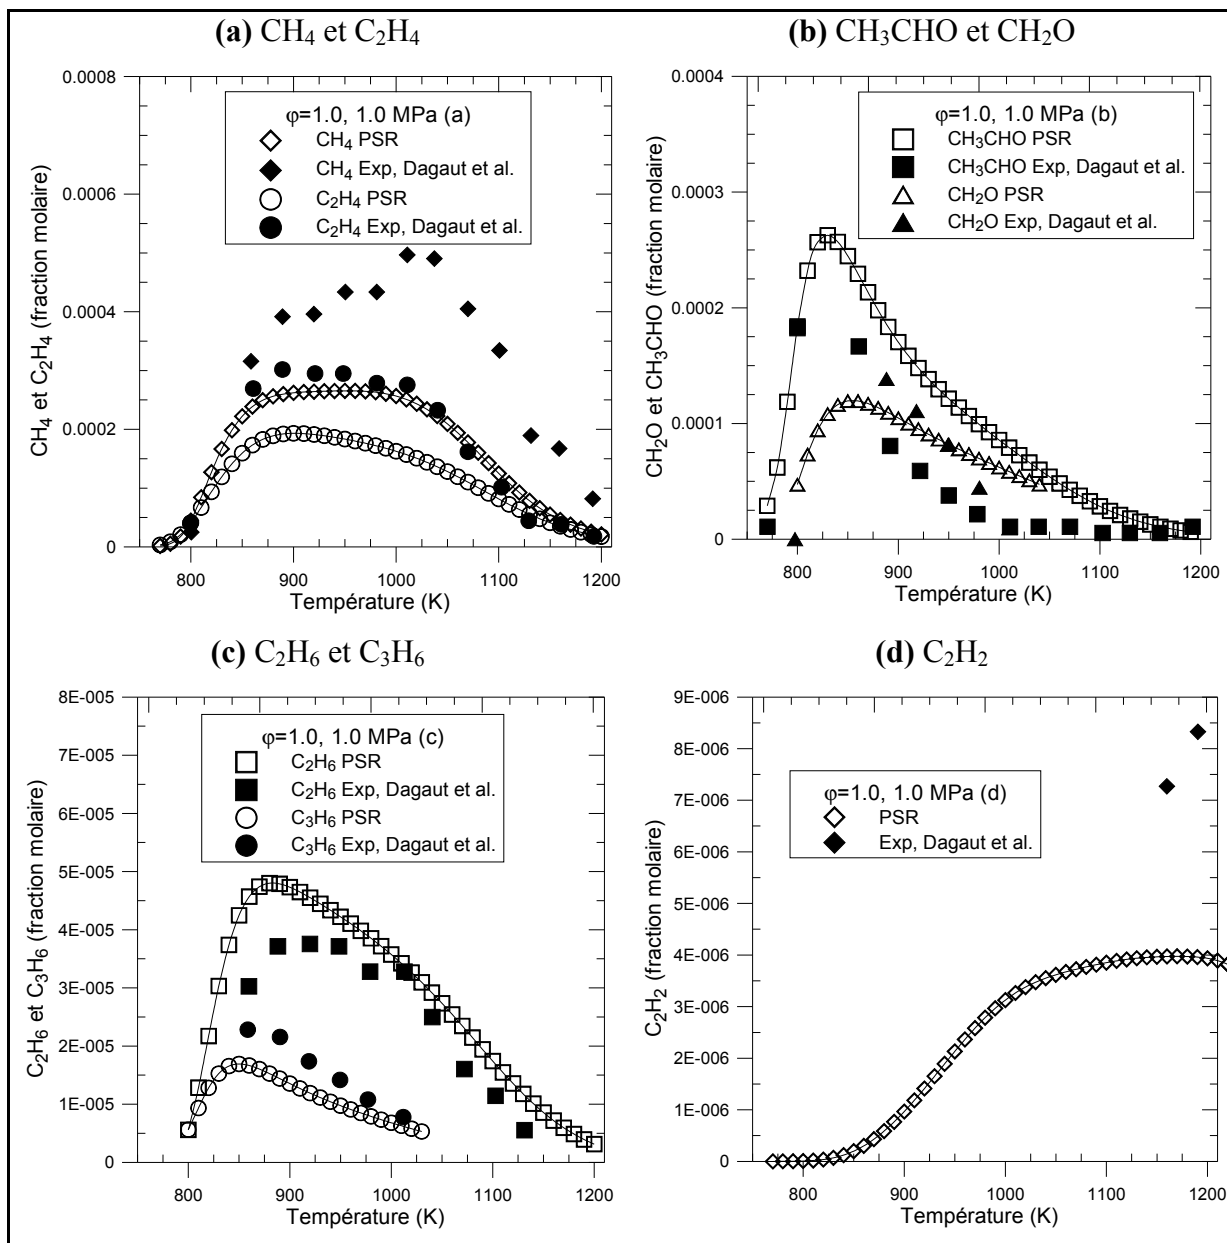 (a) CH4 et C2H4
0.0008
0.0006
0.0004
0.0002
0
CH4 et C2H4 (fraction molaire)
φ=1.0, 1.0 MPa (a)
CH4 PSR
CH4 Exp, Dagaut et al.
C2H4 PSR
C2H4 Exp, Dagaut et al.
800 900 1000 1100 1200
Température (K)
(b) CH3CHO et CH2O
0.0004
0.0003
0.0002
0.0001
0
CH2O et CH3CHO (fraction molaire)
φ=1.0, 1.0 MPa (b)
CH3CHO PSR
CH3CHO Exp, Dagaut et al.
CH2O PSR
CH2O Exp, Dagaut et al.
800 900 1000 1100 1200
Température (K)
(c) C2H6 et C3H6
8E-005
7E-005
6E-005
5E-005
4E-005
3E-005
2E-005
1E-005
0
C2H6 et C3H6 (fraction molaire)
φ=1.0, 1.0 MPa (c)
C2H6 PSR
C2H6 Exp, Dagaut et al.
C3H6 PSR
C3H6 Exp, Dagaut et al.
800 900 1000 1100 1200
Température (K)
(d) C2H2
9E-006
8E-006
7E-006
6E-006
5E-006
4E-006
3E-006
2E-006
1E-006
0
C2H2 (fraction molaire)
φ=1.0, 1.0 MPa (d)
PSR
Exp, Dagaut et al.
800 900 1000 1100 1200
Température (K)